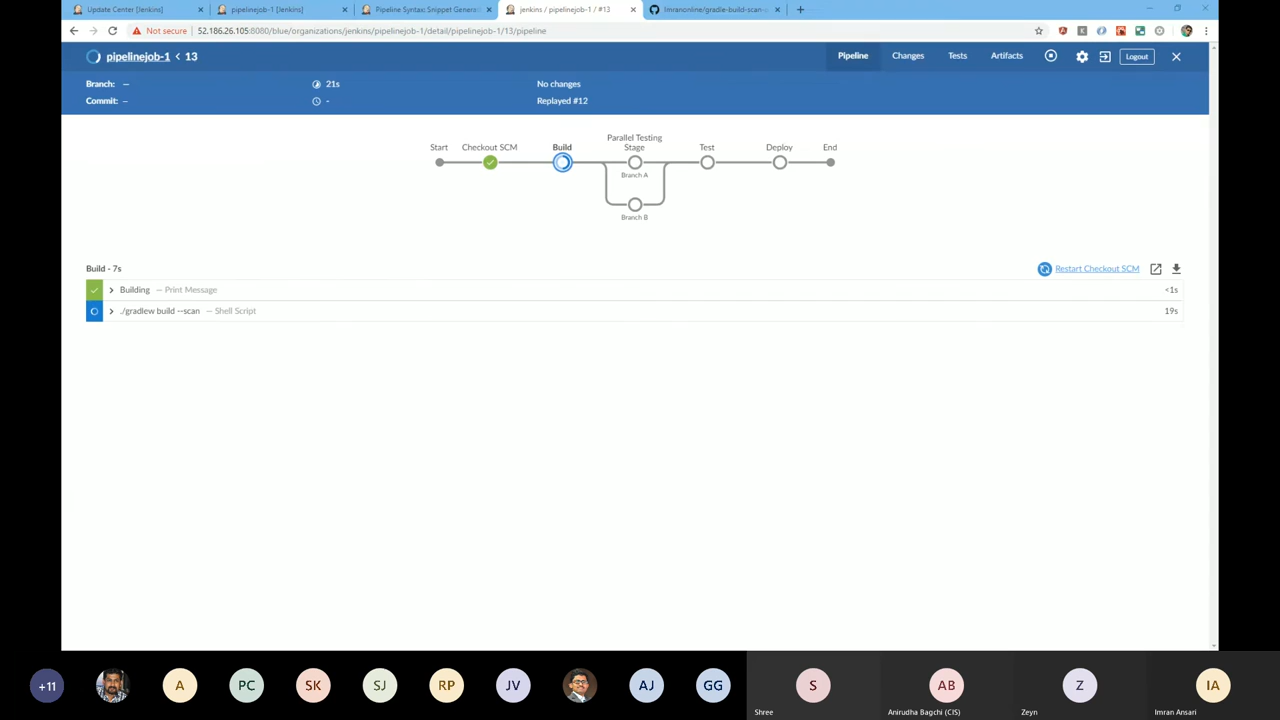 Update Center [Jenkins]
pipelinejob-1 [Jenkins]
Pipeline Syntax: Snippet Generat
jenkins / pipelinejob-1 / #13
Not secure
52.186.26.105:8080/blue/organizations/jenkins/pipelinejob-1/detail/pipelinejob-1/13/pipeline
pipelinejob-1 < 13
Pipeline
Changes
Tests
Artifacts
Logout
Branch: —
21s
No changes
Commit: –
-
Replayed #12
Parallel Testing
Start
Checkout SCM
Build
Stage
Test
Deploy
End
Branch A
Branch B
Build - 7s
Restart Checkout SCM
Building — Print Message
<1s
./gradlew build --scan — Shell Script
19s
+11
A
PC
SK
SJ
RP
JV
AJ
GG
S
AB
Z
IA
Shree
Anirudha Bagchi (CIS)
Zeyn
Imran Ansari